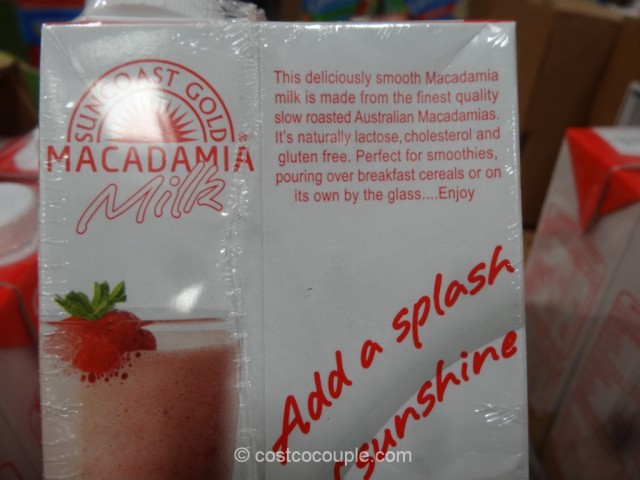 SUNCOAST GOLD
MACADAMIA
Milk
This deliciously smooth Macadamia
milk is made from the finest quality
slow roasted Australian Macadamias.
It's naturally lactose, cholesterol and
gluten free. Perfect for smoothies,
pouring over breakfast cereals or on
its own by the glass....Enjoy
Add a splash
sunshine
© costcocouple.com